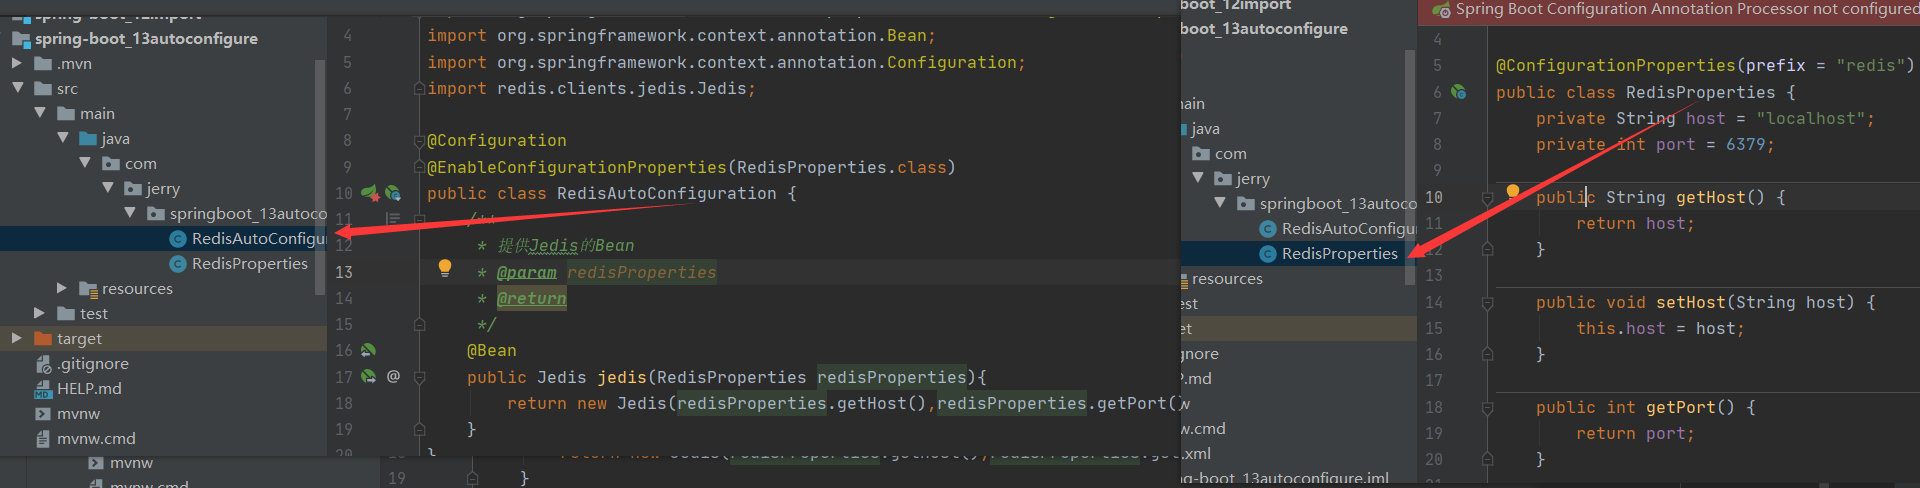 spring-boot_12import
spring-boot_13autoconfigure
.mvn
src
main
java
com
jerry
springboot_13autoco
RedisAutoConfigur
RedisProperties
resources
test
target
.gitignore
HELP.md
mvnw
mvnw.cmd
mvnw
mvnw.cmd
4 import org.springframework.context.annotation.Bean;
5 import org.springframework.context.annotation.Configuration;
6 import redis.clients.jedis.Jedis;
7
8 @Configuration
9 @EnableConfigurationProperties(RedisProperties.class)
10 public class RedisAutoConfiguration {
11 /**
12 * 提供Jedis的Bean
13 * @param redisProperties
14 * @return
15 */
16 @Bean
17 @ public Jedis jedis(RedisProperties redisProperties){
18 return new Jedis(redisProperties.getHost(),redisProperties.getPort()
19 }
20 }
19 }
boot_12import
boot_13autoconfigure
ain
java
com
jerry
springboot_13autoco
RedisAutoConfigur
RedisProperties
resources
est
et
gnore
P.md
w
w.cmd
.xml
ng-boot_13autoconfigure.iml
Spring Boot Configuration Annotation Processor not configured
4
5 @ConfigurationProperties(prefix = "redis")
6 public class RedisProperties {
7 private String host = "localhost";
8 private int port = 6379;
9
10 public String getHost() {
11 return host;
12 }
13
14 public void setHost(String host) {
15 this.host = host;
16 }
17
18 public int getPort() {
19 return port;
20 }